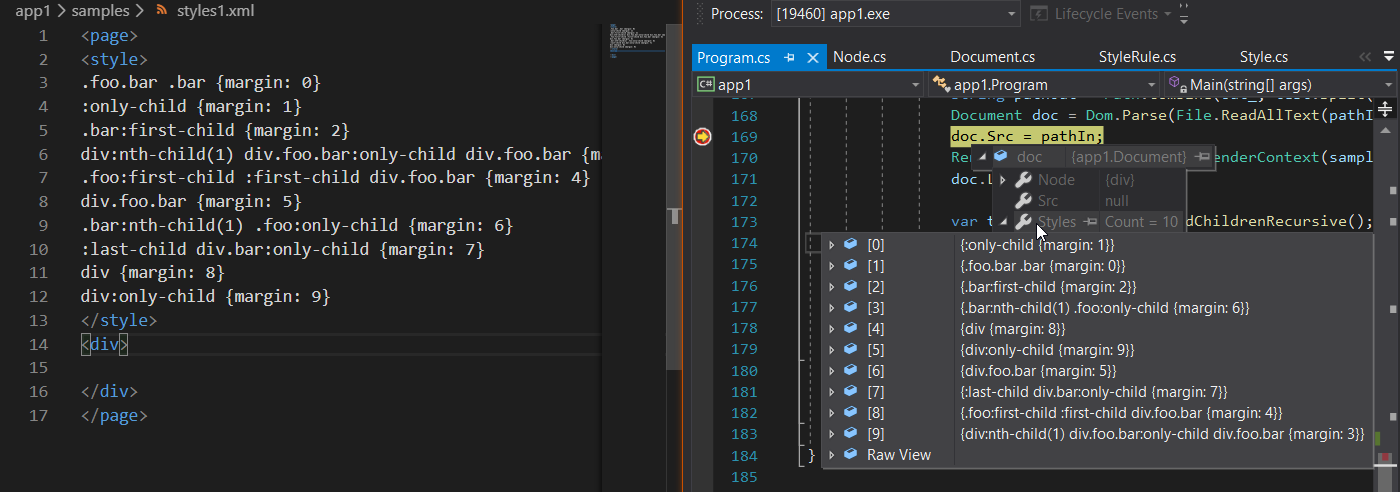 app1 > samples > styles1.xml
1 <page>
2 <style>
3 .foo.bar .bar {margin: 0}
4 :only-child {margin: 1}
5 .bar:first-child {margin: 2}
6 div:nth-child(1) div.foo.bar:only-child div.foo.bar {m
7 .foo:first-child :first-child div.foo.bar {margin: 4}
8 div.foo.bar {margin: 5}
9 .bar:nth-child(1) .foo:only-child {margin: 6}
10 :last-child div.bar:only-child {margin: 7}
11 div {margin: 8}
12 div:only-child {margin: 9}
13 </style>
14 <div>
15
16 </div>
17 </page>
Process: [19460] app1.exe Lifecycle Events
Program.cs Node.cs Document.cs StyleRule.cs Style.cs
C# app1 app1.Program Main(string[] args)
168 Document doc = Dom.Parse(File.ReadAllText(pathI
169 doc.Src = pathIn;
170 Ren nderContext(sampl
doc {app1.Document}
171 doc.L
Node {div}
172
Src null
173 var t dChildrenRecursive();
Styles Count = 10
174 [0] {:only-child {margin: 1}}
175 [1] {.foo.bar .bar {margin: 0}}
176 [2] {.bar:first-child {margin: 2}}
177 [3] {.bar:nth-child(1) .foo:only-child {margin: 6}}
178 [4] {div {margin: 8}}
179 [5] {div:only-child {margin: 9}}
180 [6] {div.foo.bar {margin: 5}}
181 [7] {:last-child div.bar:only-child {margin: 7}}
182 [8] {.foo:first-child :first-child div.foo.bar {margin: 4}}
183 [9] {div:nth-child(1) div.foo.bar:only-child div.foo.bar {margin: 3}}
184 } Raw View
185